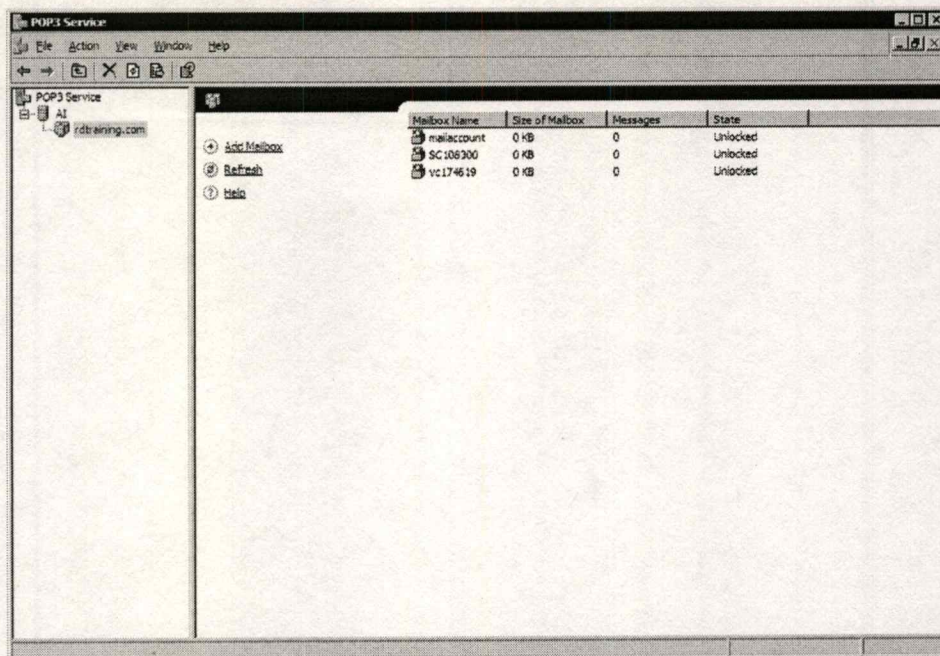 POP3 Service
File Action View Window Help
POP3 Service
AI
rdtraining.com
Add Mailbox
Refresh
Help
Mailbox Name Size of Mailbox Messages State
mailaccount 0 KB 0 Unlocked
SC108300 0 KB 0 Unlocked
vc174619 0 KB 0 Unlocked